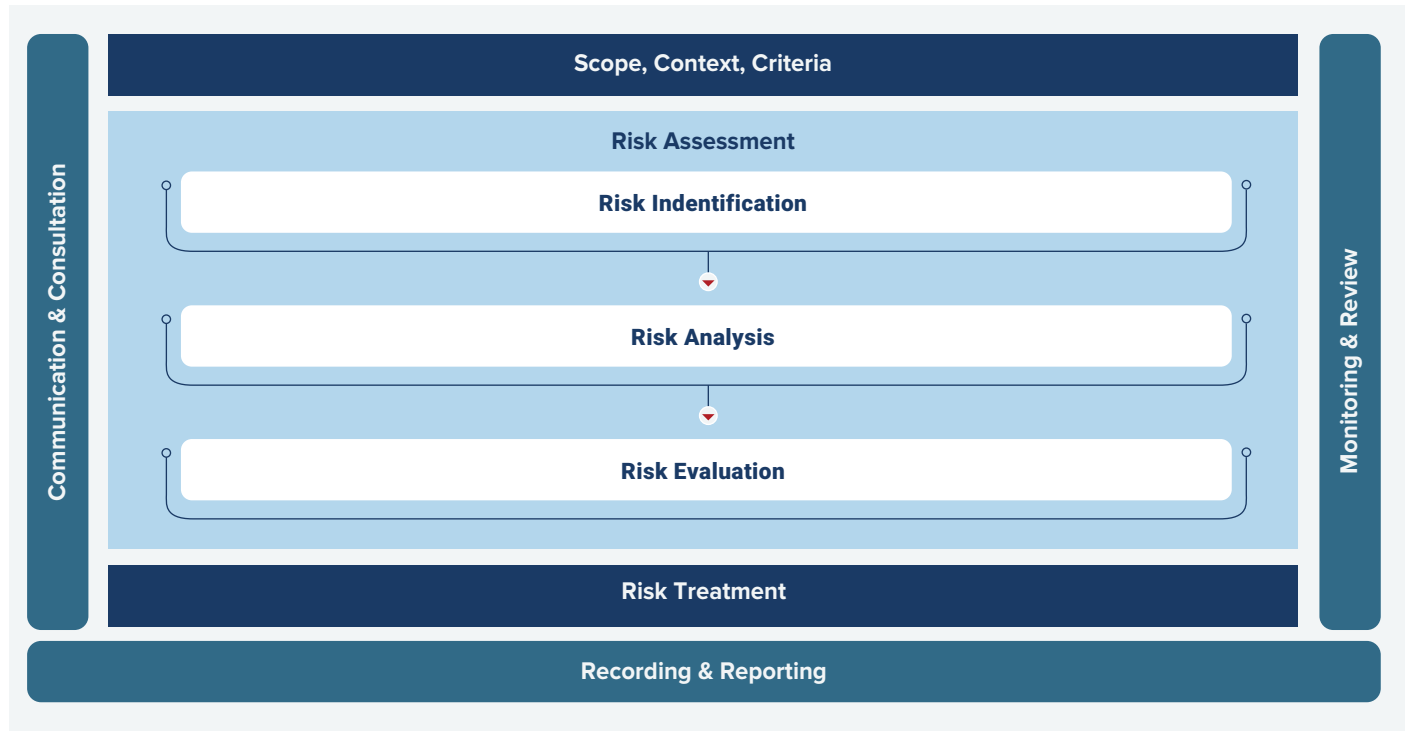 Scope, Context, Criteria
Communication & Consultation
Risk Assessment
Risk Indentification
Risk Analysis
Risk Evaluation
Monitoring & Review
Risk Treatment
Recording & Reporting